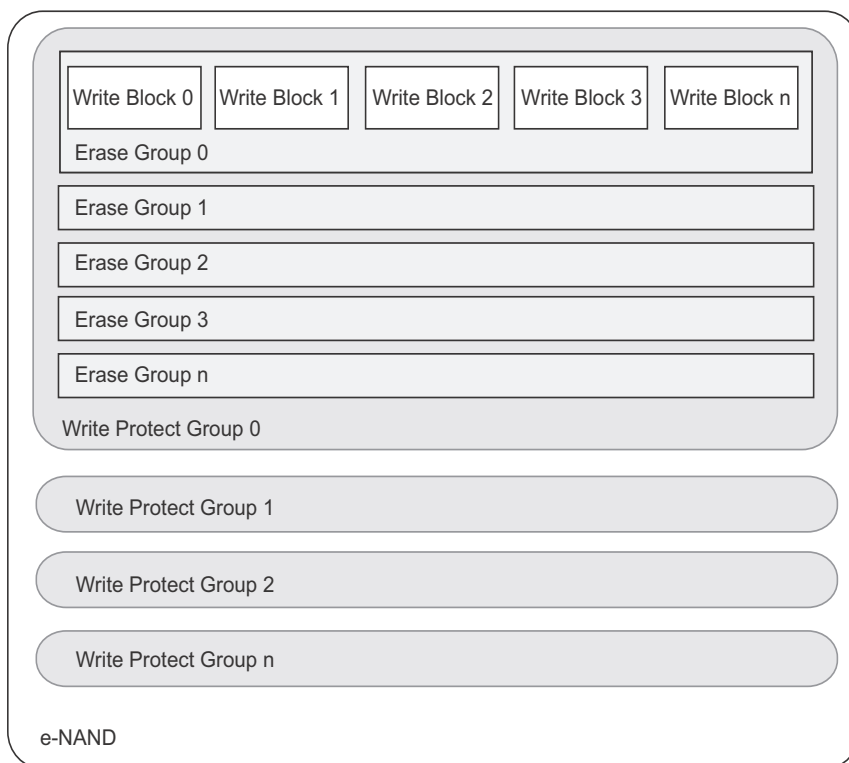 Write Block 0
Write Block 1
Write Block 2
Write Block 3
Write Block n
Erase Group 0
Erase Group 1
Erase Group 2
Erase Group 3
Erase Group n
Write Protect Group 0
Write Protect Group 1
Write Protect Group 2
Write Protect Group n
e-NAND